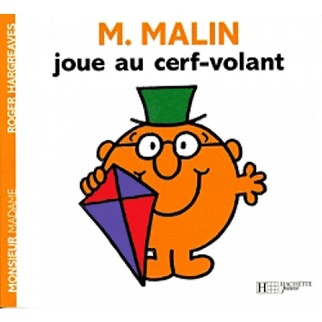 M. MALIN
joue au cerf-volant
MONSIEUR MADAME ROGER HARGREAVES
HACHETTE
Jeunesse